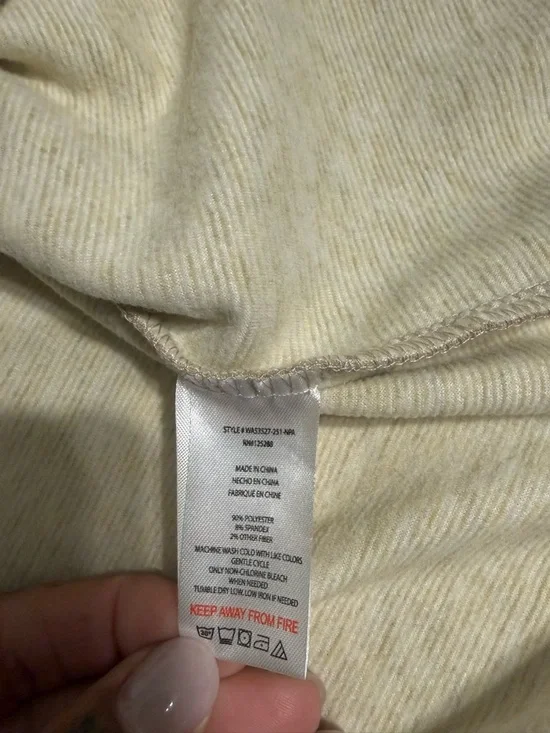 STYLE # WA53527-251-NPA
RN#125288
MADE IN CHINA
HECHO EN CHINA
FABRIQUÉ EN CHINE
90% POLYESTER
8% SPANDEX
2% OTHER FIBER
MACHINE WASH COLD WITH LIKE COLORS
GENTLE CYCLE
ONLY NON-CHLORINE BLEACH
WHEN NEEDED
TUMBLE DRY LOW, LOW IRON IF NEEDED
KEEP AWAY FROM FIRE
30°